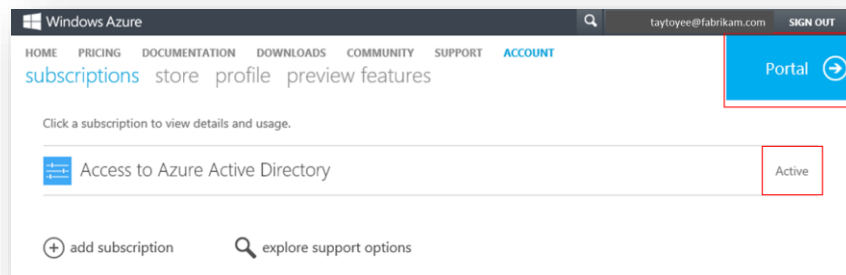 Windows Azure taytoyee@fabrikam.com SIGN OUT
HOME PRICING DOCUMENTATION DOWNLOADS COMMUNITY SUPPORT ACCOUNT
subscriptions store profile preview features
Portal
Click a subscription to view details and usage.
Access to Azure Active Directory Active
add subscription explore support options